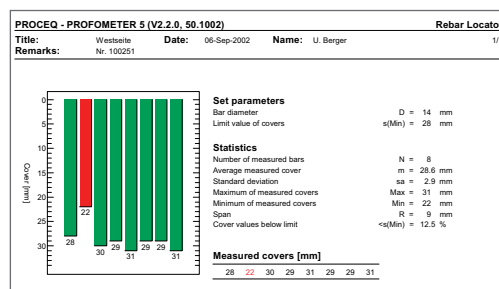 PROCEQ - PROFOMETER 5 (V2.2.0, 50.1002) Rebar Locato
Title: Westseite Date: 06-Sep-2002 Name: U. Berger 1/
Remarks: Nr. 100251
Set parameters
Bar diameter D = 14 mm
Limit value of covers s(Min) = 28 mm
Statistics
Number of measured bars N = 8
Average measured cover m = 28.6 mm
Standard deviation sa = 2.9 mm
Maximum of measured covers Max = 31 mm
Minimum of measured covers Min = 22 mm
Span R = 9 mm
Cover values below limit <s(Min) = 12.5 %
Measured covers [mm]
28 22 30 29 31 29 29 31
Cover [mm]
0
5
10
15
20
25
30
28 22 30 29 31 29 29 31